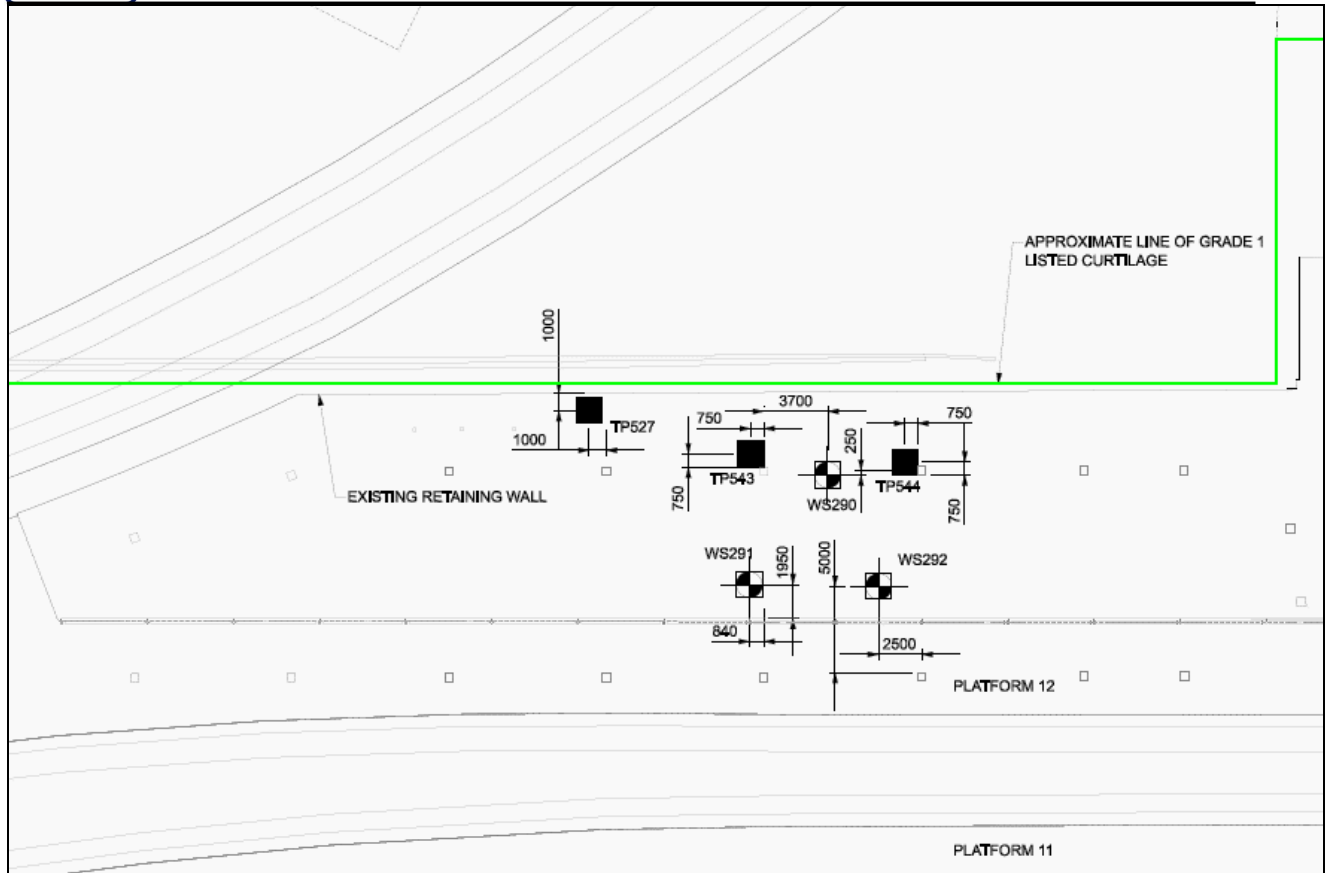 APPROXIMATE LINE OF GRADE 1
LISTED CURTILAGE
1000
3700
750
750
TP527
1000
250
TP543
TP544
EXISTING RETAINING WALL
750
WS290
750
WS291
1950
5000
WS292
840
2500
PLATFORM 12
PLATFORM 11